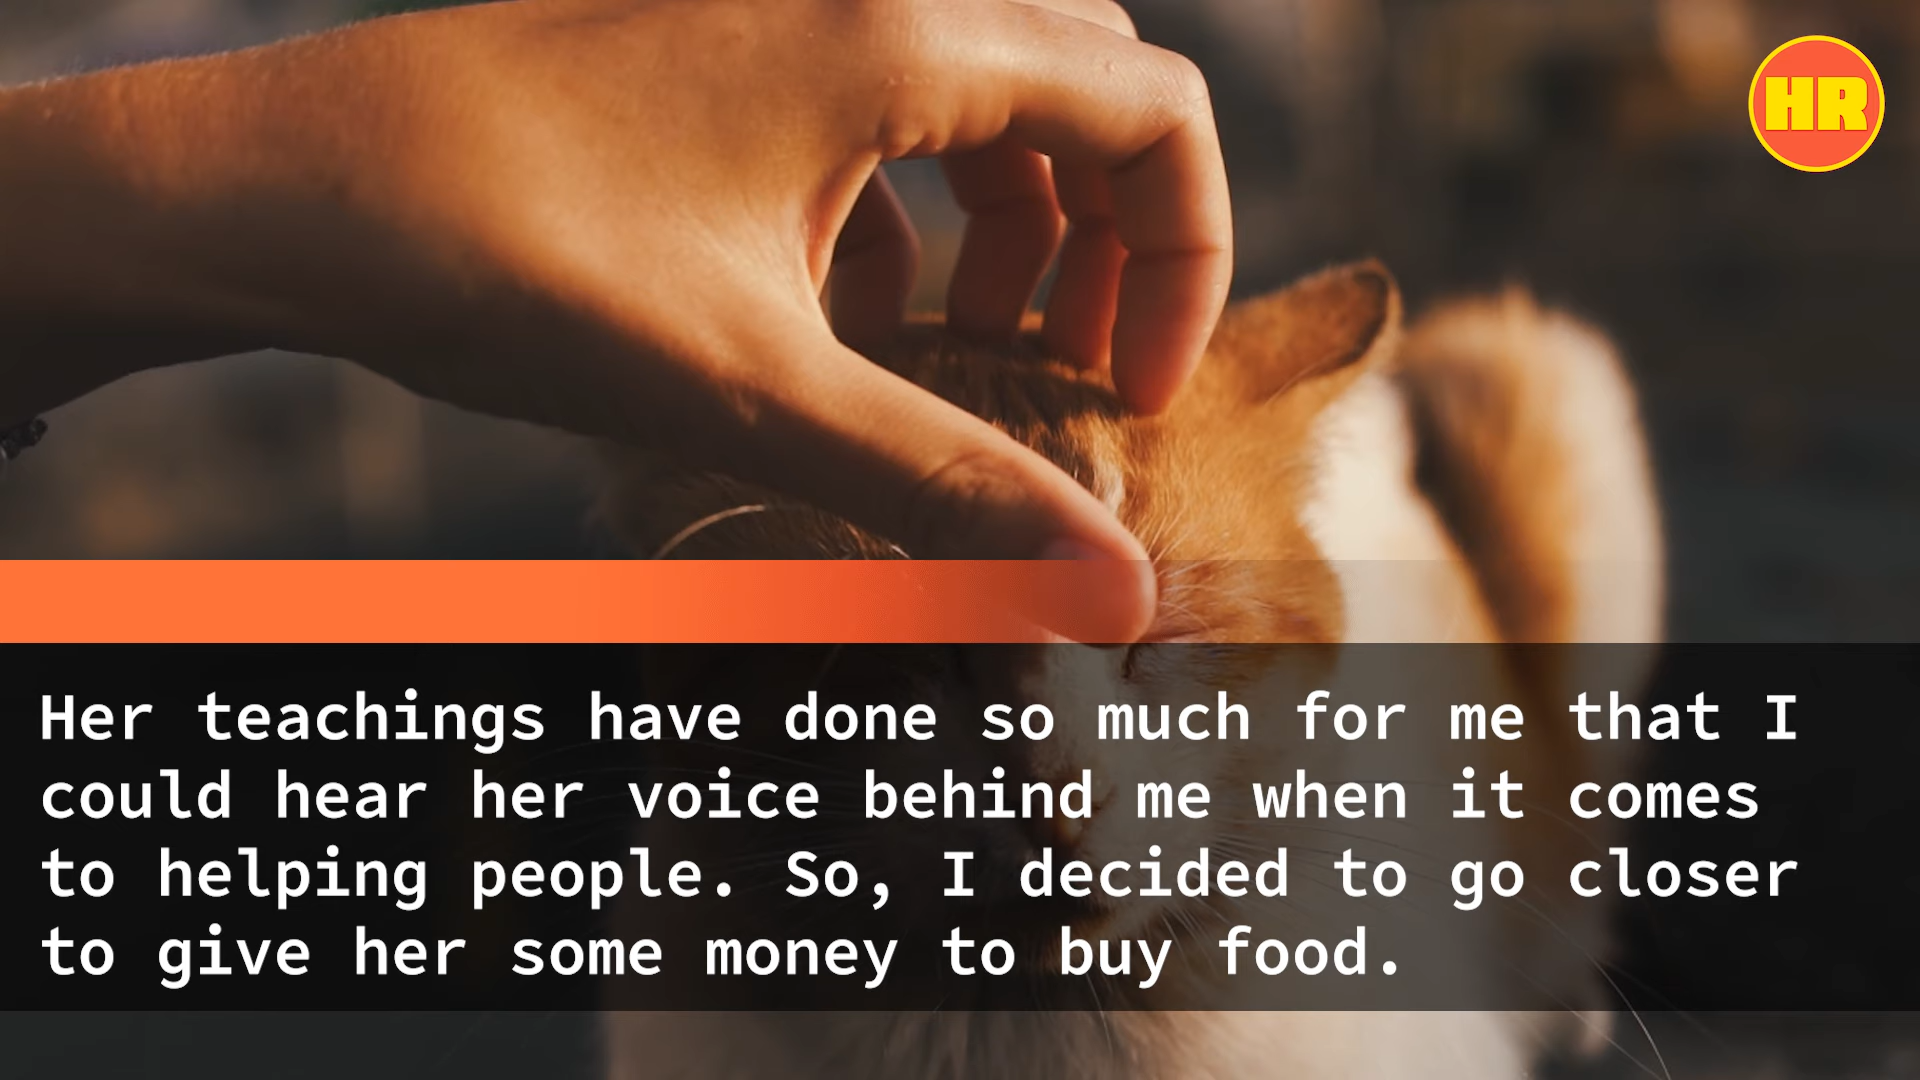 HR
Her teachings have done so much for me that I
could hear her voice behind me when it comes
to helping people. So, I decided to go closer
to give her some money to buy food.